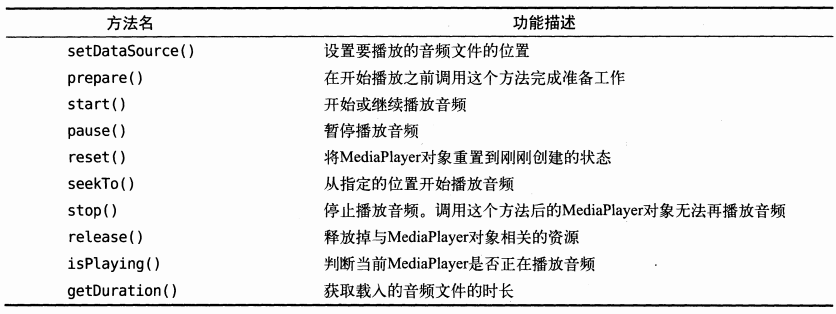 方法名 功能描述
setDataSource() 设置要播放的音频文件的位置
prepare() 在开始播放之前调用这个方法完成准备工作
start() 开始或继续播放音频
pause() 暂停播放音频
reset() 将MediaPlayer对象重置到刚刚创建的状态
seekTo() 从指定的位置开始播放音频
stop() 停止播放音频。调用这个方法后的MediaPlayer对象无法再播放音频
release() 释放掉与MediaPlayer对象相关的资源
isPlaying() 判断当前MediaPlayer是否正在播放音频
getDuration() 获取载入的音频文件的时长